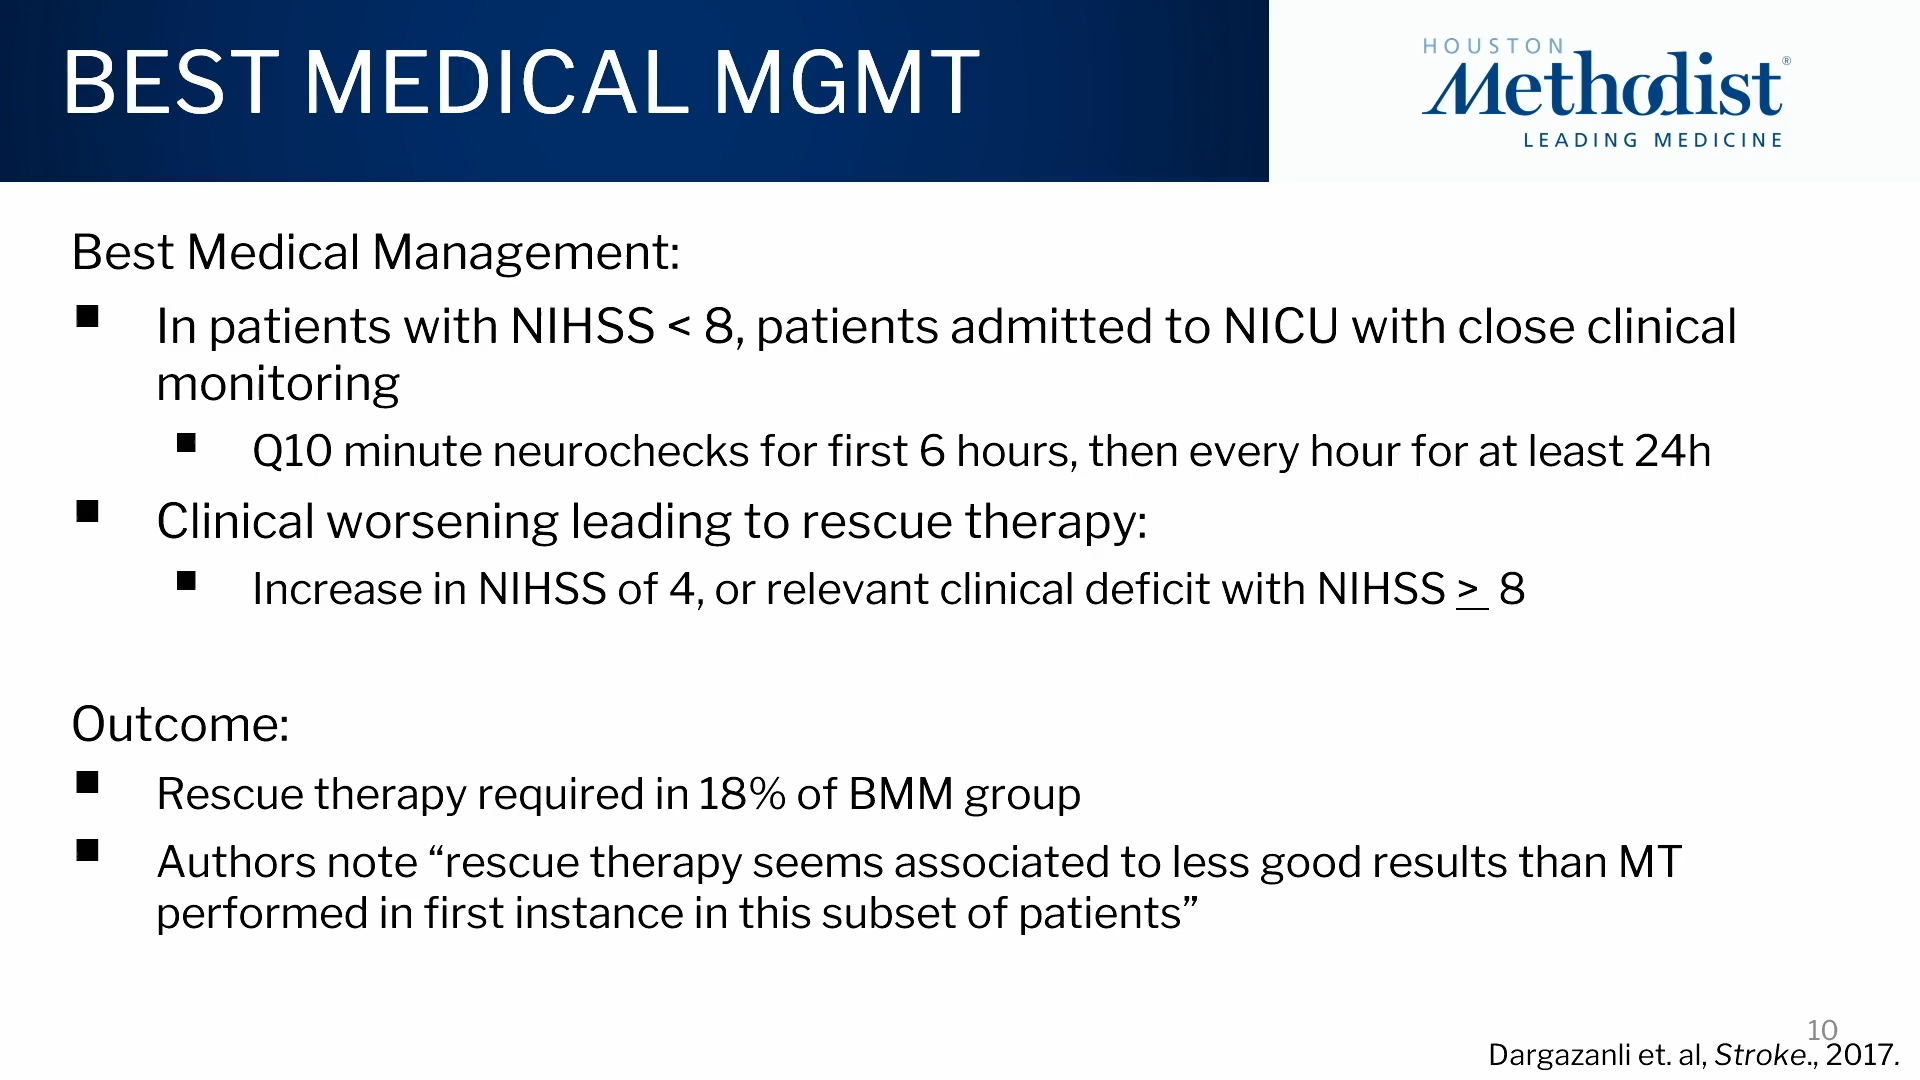 BEST MEDICAL MGMT
HOUSTON
Methodist®
LEADING MEDICINE
Best Medical Management:
▪ In patients with NIHSS < 8, patients admitted to NICU with close clinical
monitoring
▪ Q10 minute neurochecks for first 6 hours, then every hour for at least 24h
▪ Clinical worsening leading to rescue therapy:
▪ Increase in NIHSS of 4, or relevant clinical deficit with NIHSS > 8
Outcome:
▪ Rescue therapy required in 18% of BMM group
▪ Authors note “rescue therapy seems associated to less good results than MT
performed in first instance in this subset of patients”
10
Dargazanli et. al, Stroke., 2017.